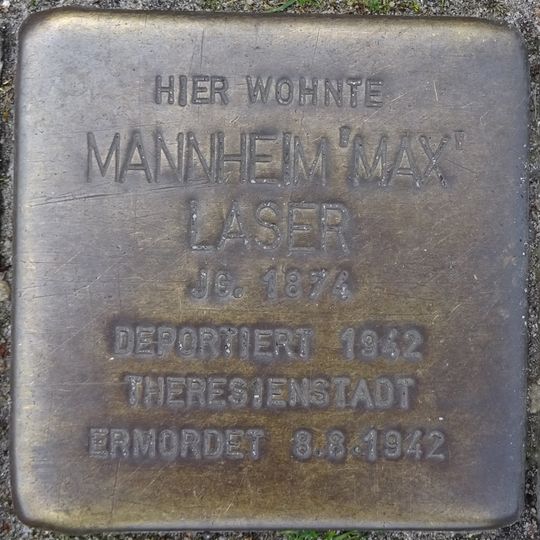 HIER WOHNTE
MANNHEIM 'MAX'
LASER
JG. 1874
DEPORTIERT 1942
THERESIENSTADT
ERMORDET 8.8.1942